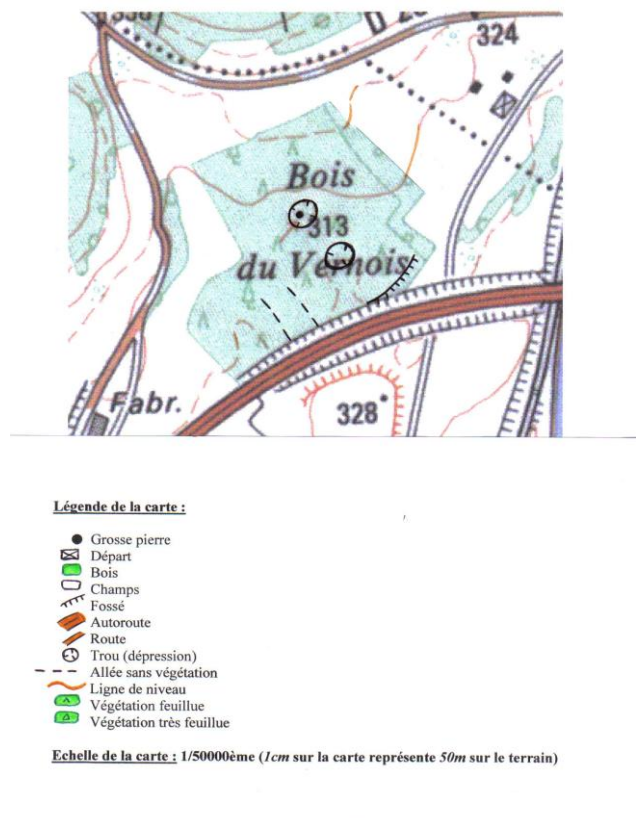 324
Bois
313
du Vernois
Fabr.
328
Légende de la carte :
Grosse pierre
Départ
Bois
Champs
Fossé
Autoroute
Route
Trou (dépression)
Allée sans végétation
Ligne de niveau
Végétation feuillue
Végétation très feuillue
Echelle de la carte : 1/50000ème (1cm sur la carte représente 50m sur le terrain)